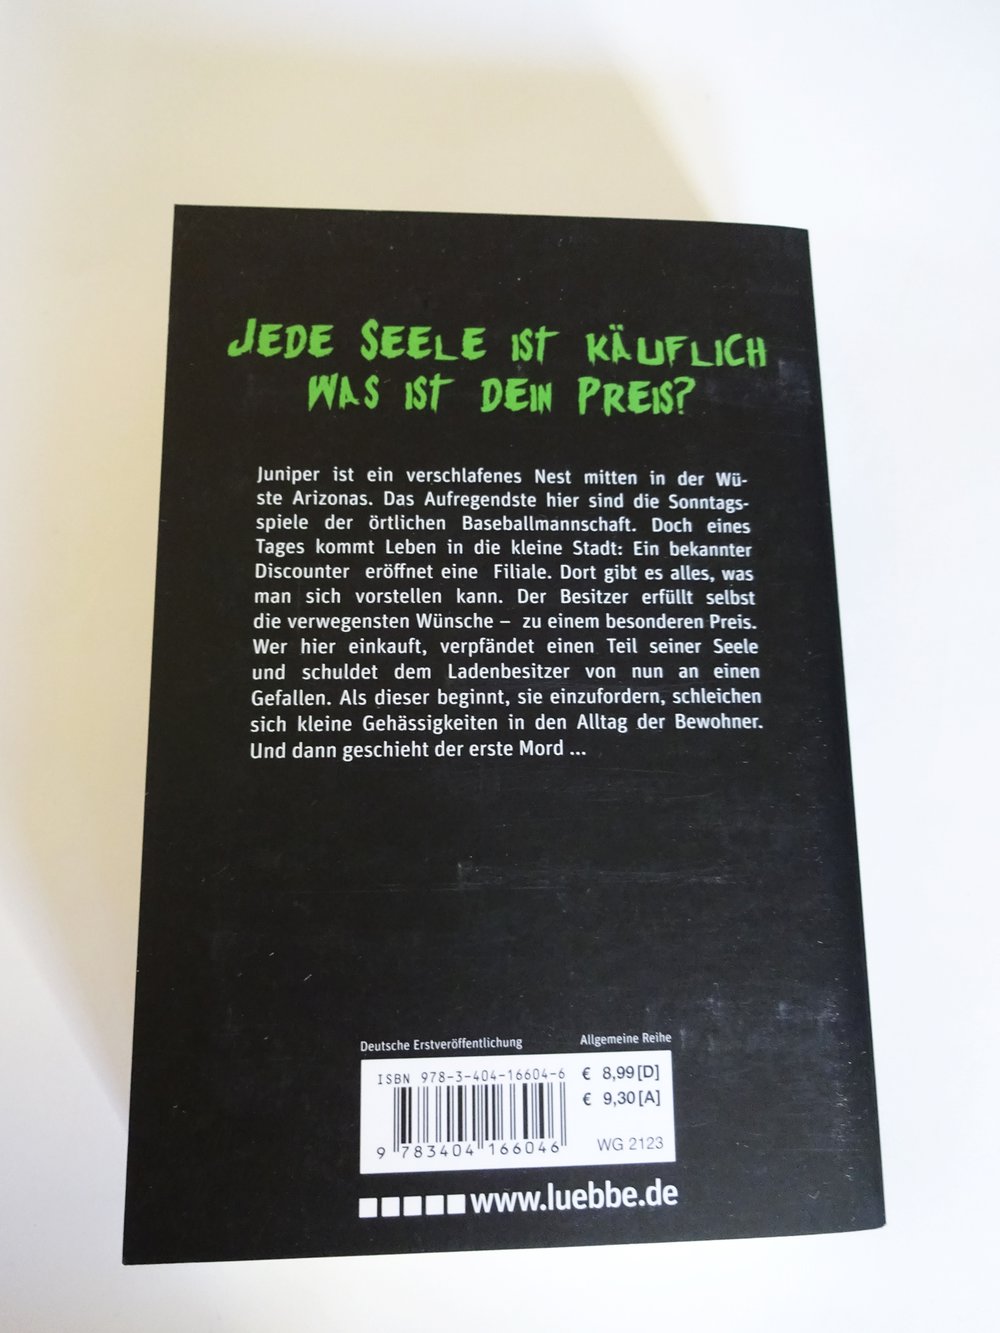 JEDE SEELE IST KÄUFLICH
WAS IST DEIN PREIS?
Juniper ist ein verschlafenes Nest mitten in der Wü-
ste Arizonas. Das Aufregendste hier sind die Sonntags-
spiele der örtlichen Baseballmannschaft. Doch eines
Tages kommt Leben in die kleine Stadt: Ein bekannter
Discounter eröffnet eine Filiale. Dort gibt es alles, was
man sich vorstellen kann. Der Besitzer erfüllt selbst
die verwegensten Wünsche – zu einem besonderen Preis.
Wer hier einkauft, verpfändet einen Teil seiner Seele
und schuldet dem Ladenbesitzer von nun an einen
Gefallen. Als dieser beginnt, sie einzufordern, schleichen
sich kleine Gehässigkeiten in den Alltag der Bewohner.
Und dann geschieht der erste Mord ...
Deutsche Erstveröffentlichung
Allgemeine Reihe
ISBN 978-3-404-16604-6
€ 8,99 [D]
€ 9,30 [A]
9 783404 166046
WG 2123
www.luebbe.de